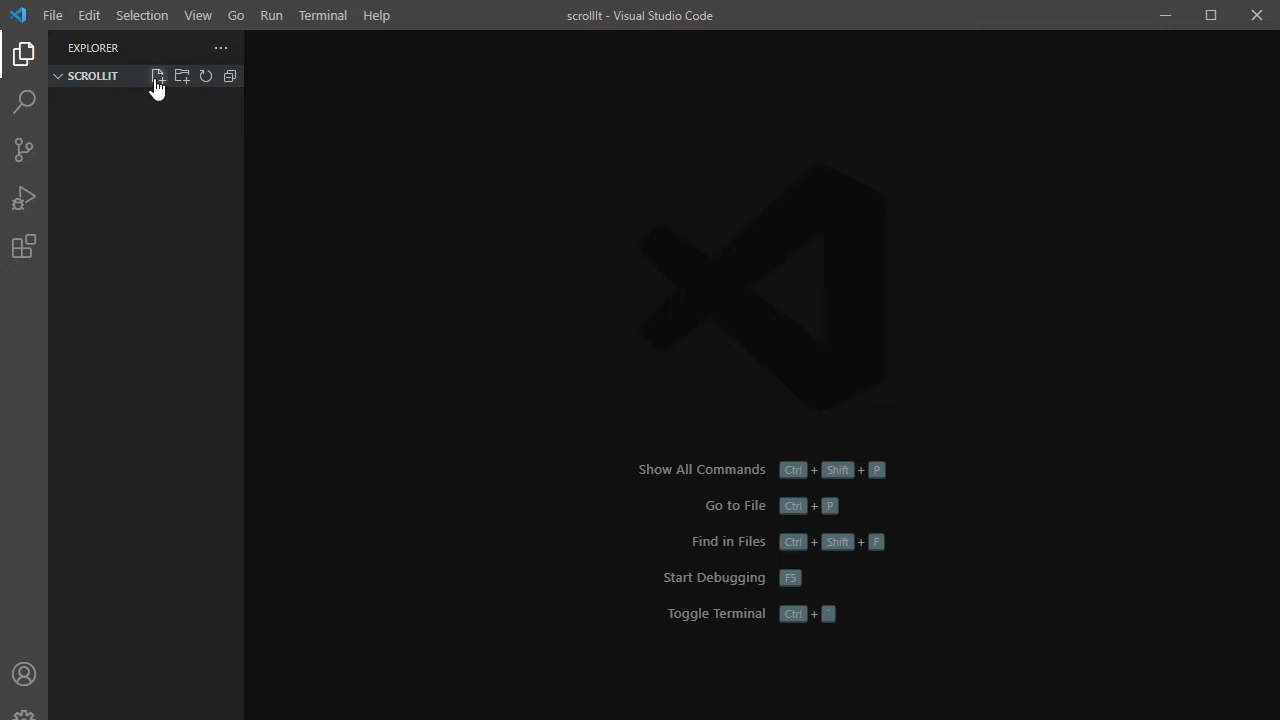 File Edit Selection View Go Run Terminal Help scrollIt - Visual Studio Code
EXPLORER
SCROLLIT
Show All Commands Ctrl + Shift + P
Go to File Ctrl + P
Find in Files Ctrl + Shift + F
Start Debugging F5
Toggle Terminal Ctrl + `